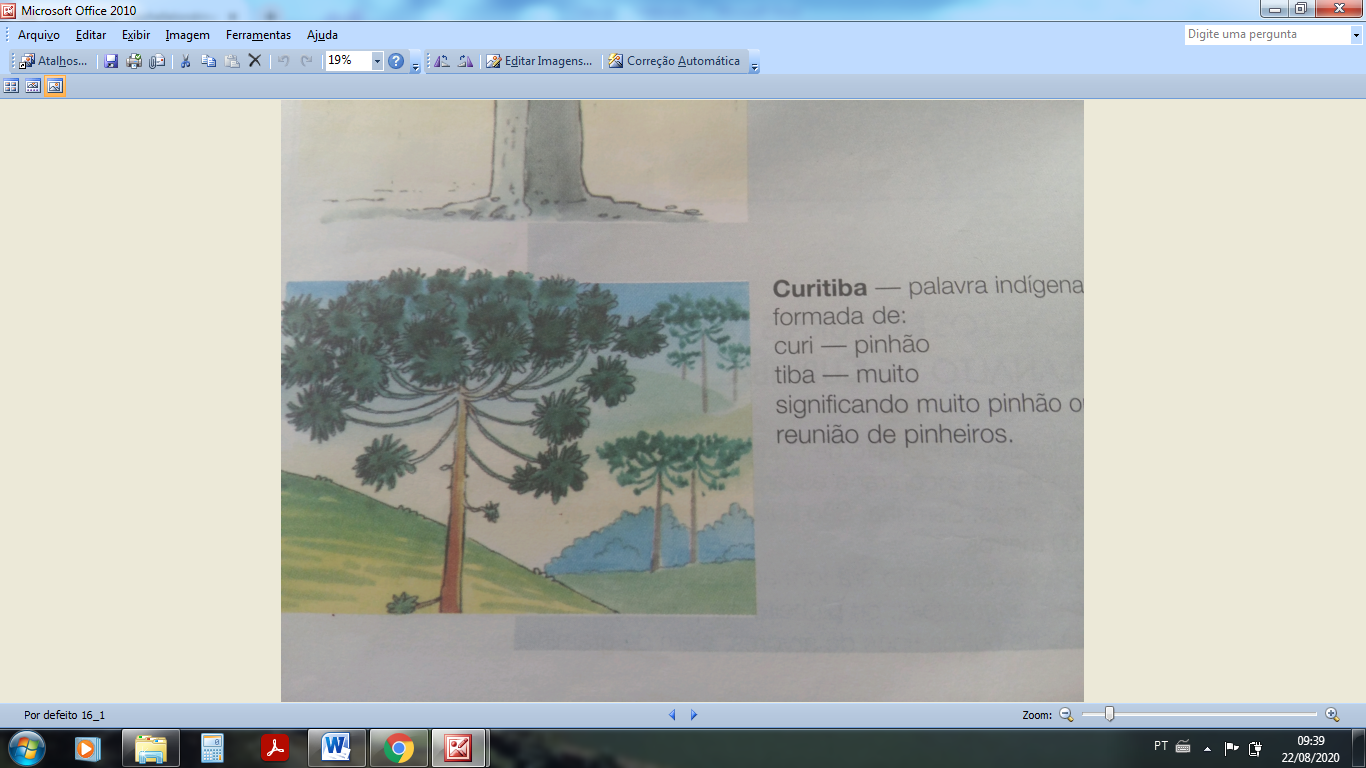 Microsoft Office 2010
Arquivo Editar Exibir Imagem Ferramentas Ajuda
Digite uma pergunta
Atalhos... 19% Editar Imagens... Correção Automática
Curitiba — palavra indígena
formada de:
curi — pinhão
tiba — muito
significando muito pinhão ou
reunião de pinheiros.
Por defeito 16_1
Zoom:
PT
09:39
22/08/2020